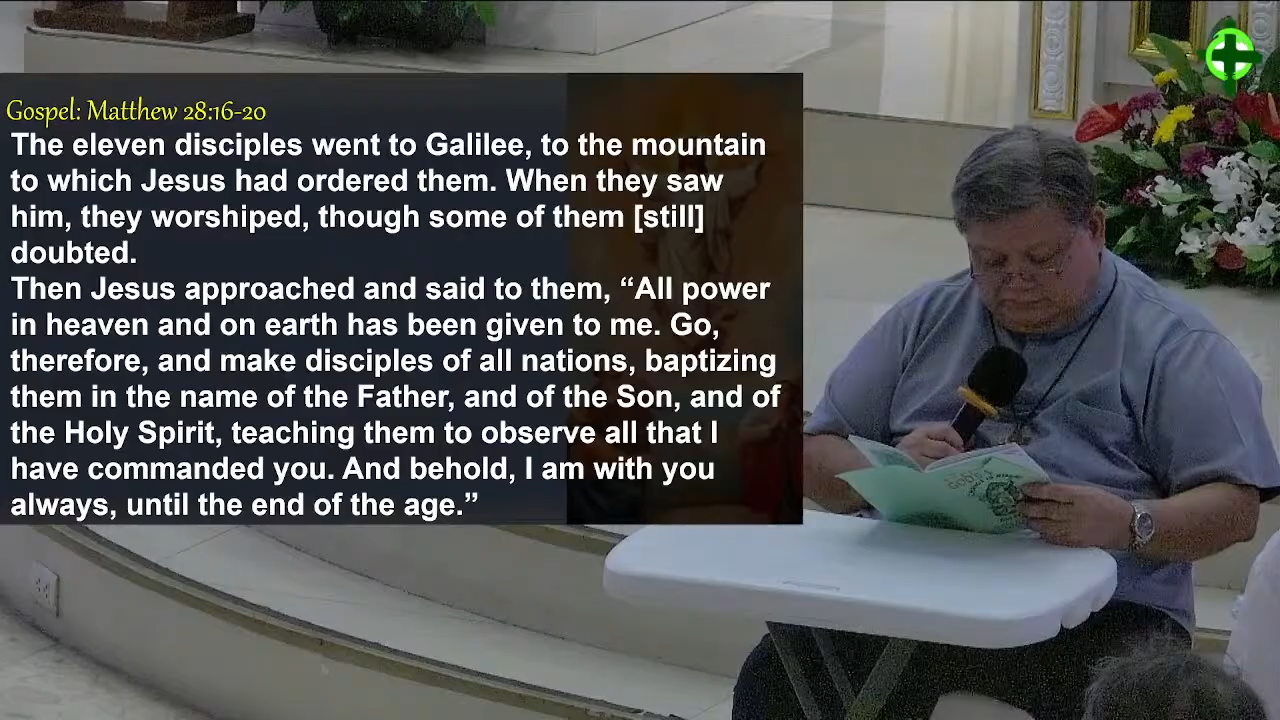 Gospel: Matthew 28:16-20
The eleven disciples went to Galilee, to the mountain
to which Jesus had ordered them. When they saw
him, they worshiped, though some of them [still]
doubted.
Then Jesus approached and said to them, “All power
in heaven and on earth has been given to me. Go,
therefore, and make disciples of all nations, baptizing
them in the name of the Father, and of the Son, and of
the Holy Spirit, teaching them to observe all that I
have commanded you. And behold, I am with you
always, until the end of the age.”